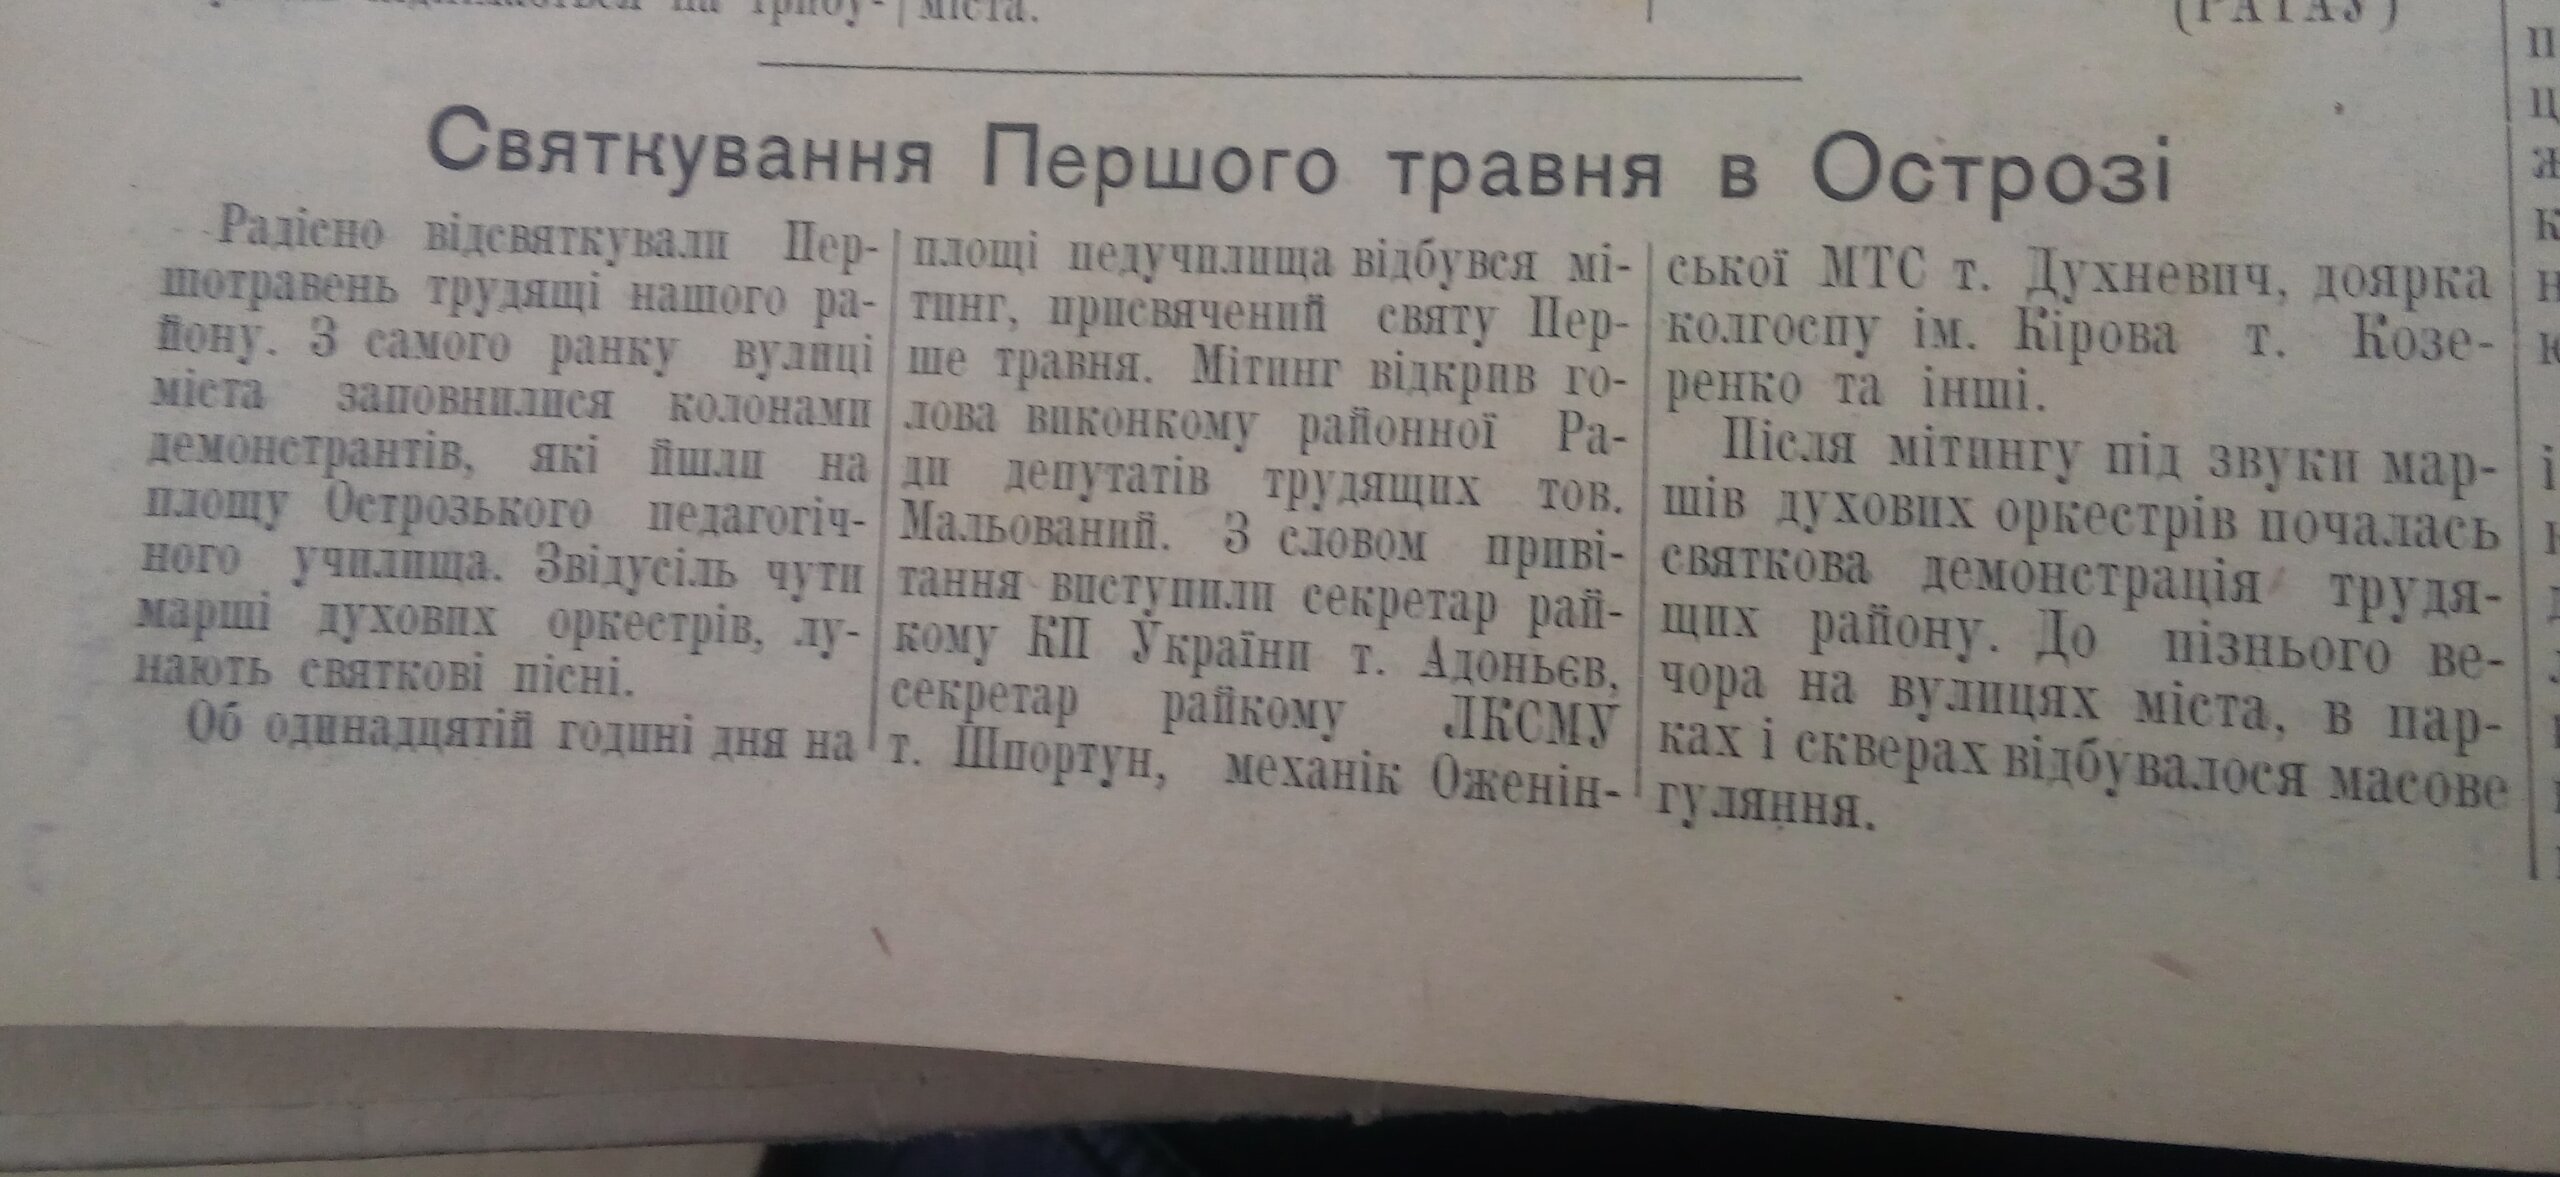 міста.
(РАТАУ)
Святкування Першого травня в Острозі
Радісно відсвяткували Пер-
шотравень трудящі нашого ра-
йону. З самого ранку вулиці
міста заповнилися колонами
демонстрантів, які йшли на
площу Острозького педагогіч-
ного училища. Звідусіль чути
марші духових оркестрів, лу-
нають святкові пісні.
Об одинадцятій годині дня на
площі педучилища відбувся мі-
тинг, присвячений святу Пер-
ше травня. Мітинг відкрив го-
лова виконкому районної Ра-
ди депутатів трудящих тов.
Мальований. З словом приві-
тання виступили секретар рай-
кому КП України т. Адоньєв,
секретар райкому ЛКСМУ
т. Шпортун, механік Оженін-
ської МТС т. Духневич, доярка
колгоспу ім. Кірова т. Козе-
ренко та інші.
Після мітингу під звуки мар-
шів духових оркестрів почалась
святкова демонстрація трудя-
щих району. До пізнього ве-
чора на вулицях міста, в пар-
ках і скверах відбувалося масове
гуляння.